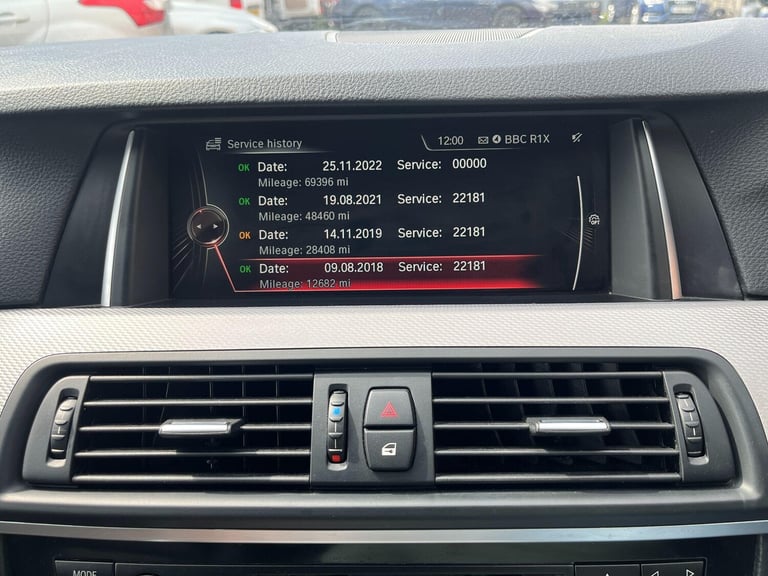 Service history
12:00 BBC R1X
OK Date: 25.11.2022 Service: 00000
Mileage: 69396 mi
OK Date: 19.08.2021 Service: 22181
Mileage: 48460 mi
OK Date: 14.11.2019 Service: 22181
Mileage: 28408 mi
OK Date: 09.08.2018 Service: 22181
Mileage: 12682 mi
MODE